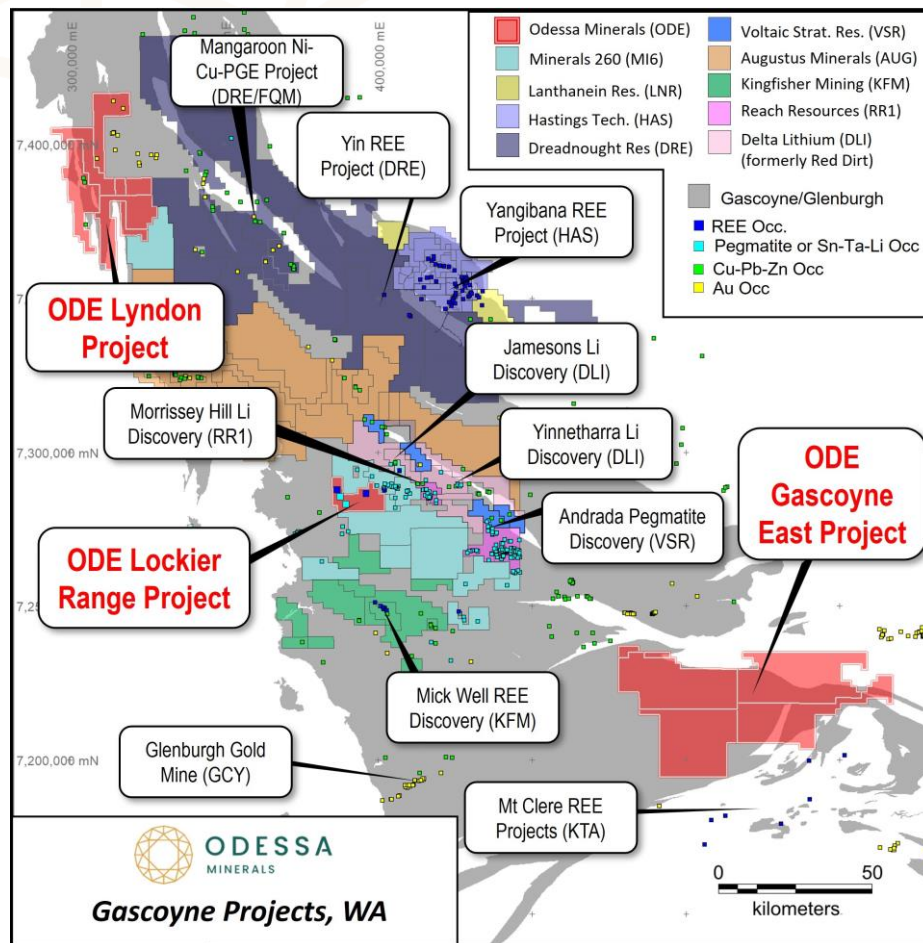 300,000 mE
400,000 mE
7,400,000 mN
7,300,000 mN
7,250,000 mN
7,200,000 mN
Mangaroon Ni-
Cu-PGE Project
(DRE/FQM)
Yin REE
Project (DRE)
Yangibana REE
Project (HAS)
ODE Lyndon
Project
Jamesons Li
Discovery (DLI)
Morrissey Hill Li
Discovery (RR1)
Yinnetharra Li
Discovery (DLI)
ODE
Gascoyne
East Project
Andrada Pegmatite
Discovery (VSR)
ODE Lockier
Range Project
Mick Well REE
Discovery (KFM)
Glenburgh Gold
Mine (GCY)
Mt Clere REE
Projects (KTA)
Odessa Minerals (ODE)
Minerals 260 (MI6)
Lanthanein Res. (LNR)
Hastings Tech. (HAS)
Dreadnought Res (DRE)
Voltaic Strat. Res. (VSR)
Augustus Minerals (AUG)
Kingfisher Mining (KFM)
Reach Resources (RR1)
Delta Lithium (DLI)
(formerly Red Dirt)
Gascoyne/Glenburgh
REE Occ.
Pegmatite or Sn-Ta-Li Occ
Cu-Pb-Zn Occ
Au Occ
ODESSA
MINERALS
Gascoyne Projects, WA
0 50
kilometers